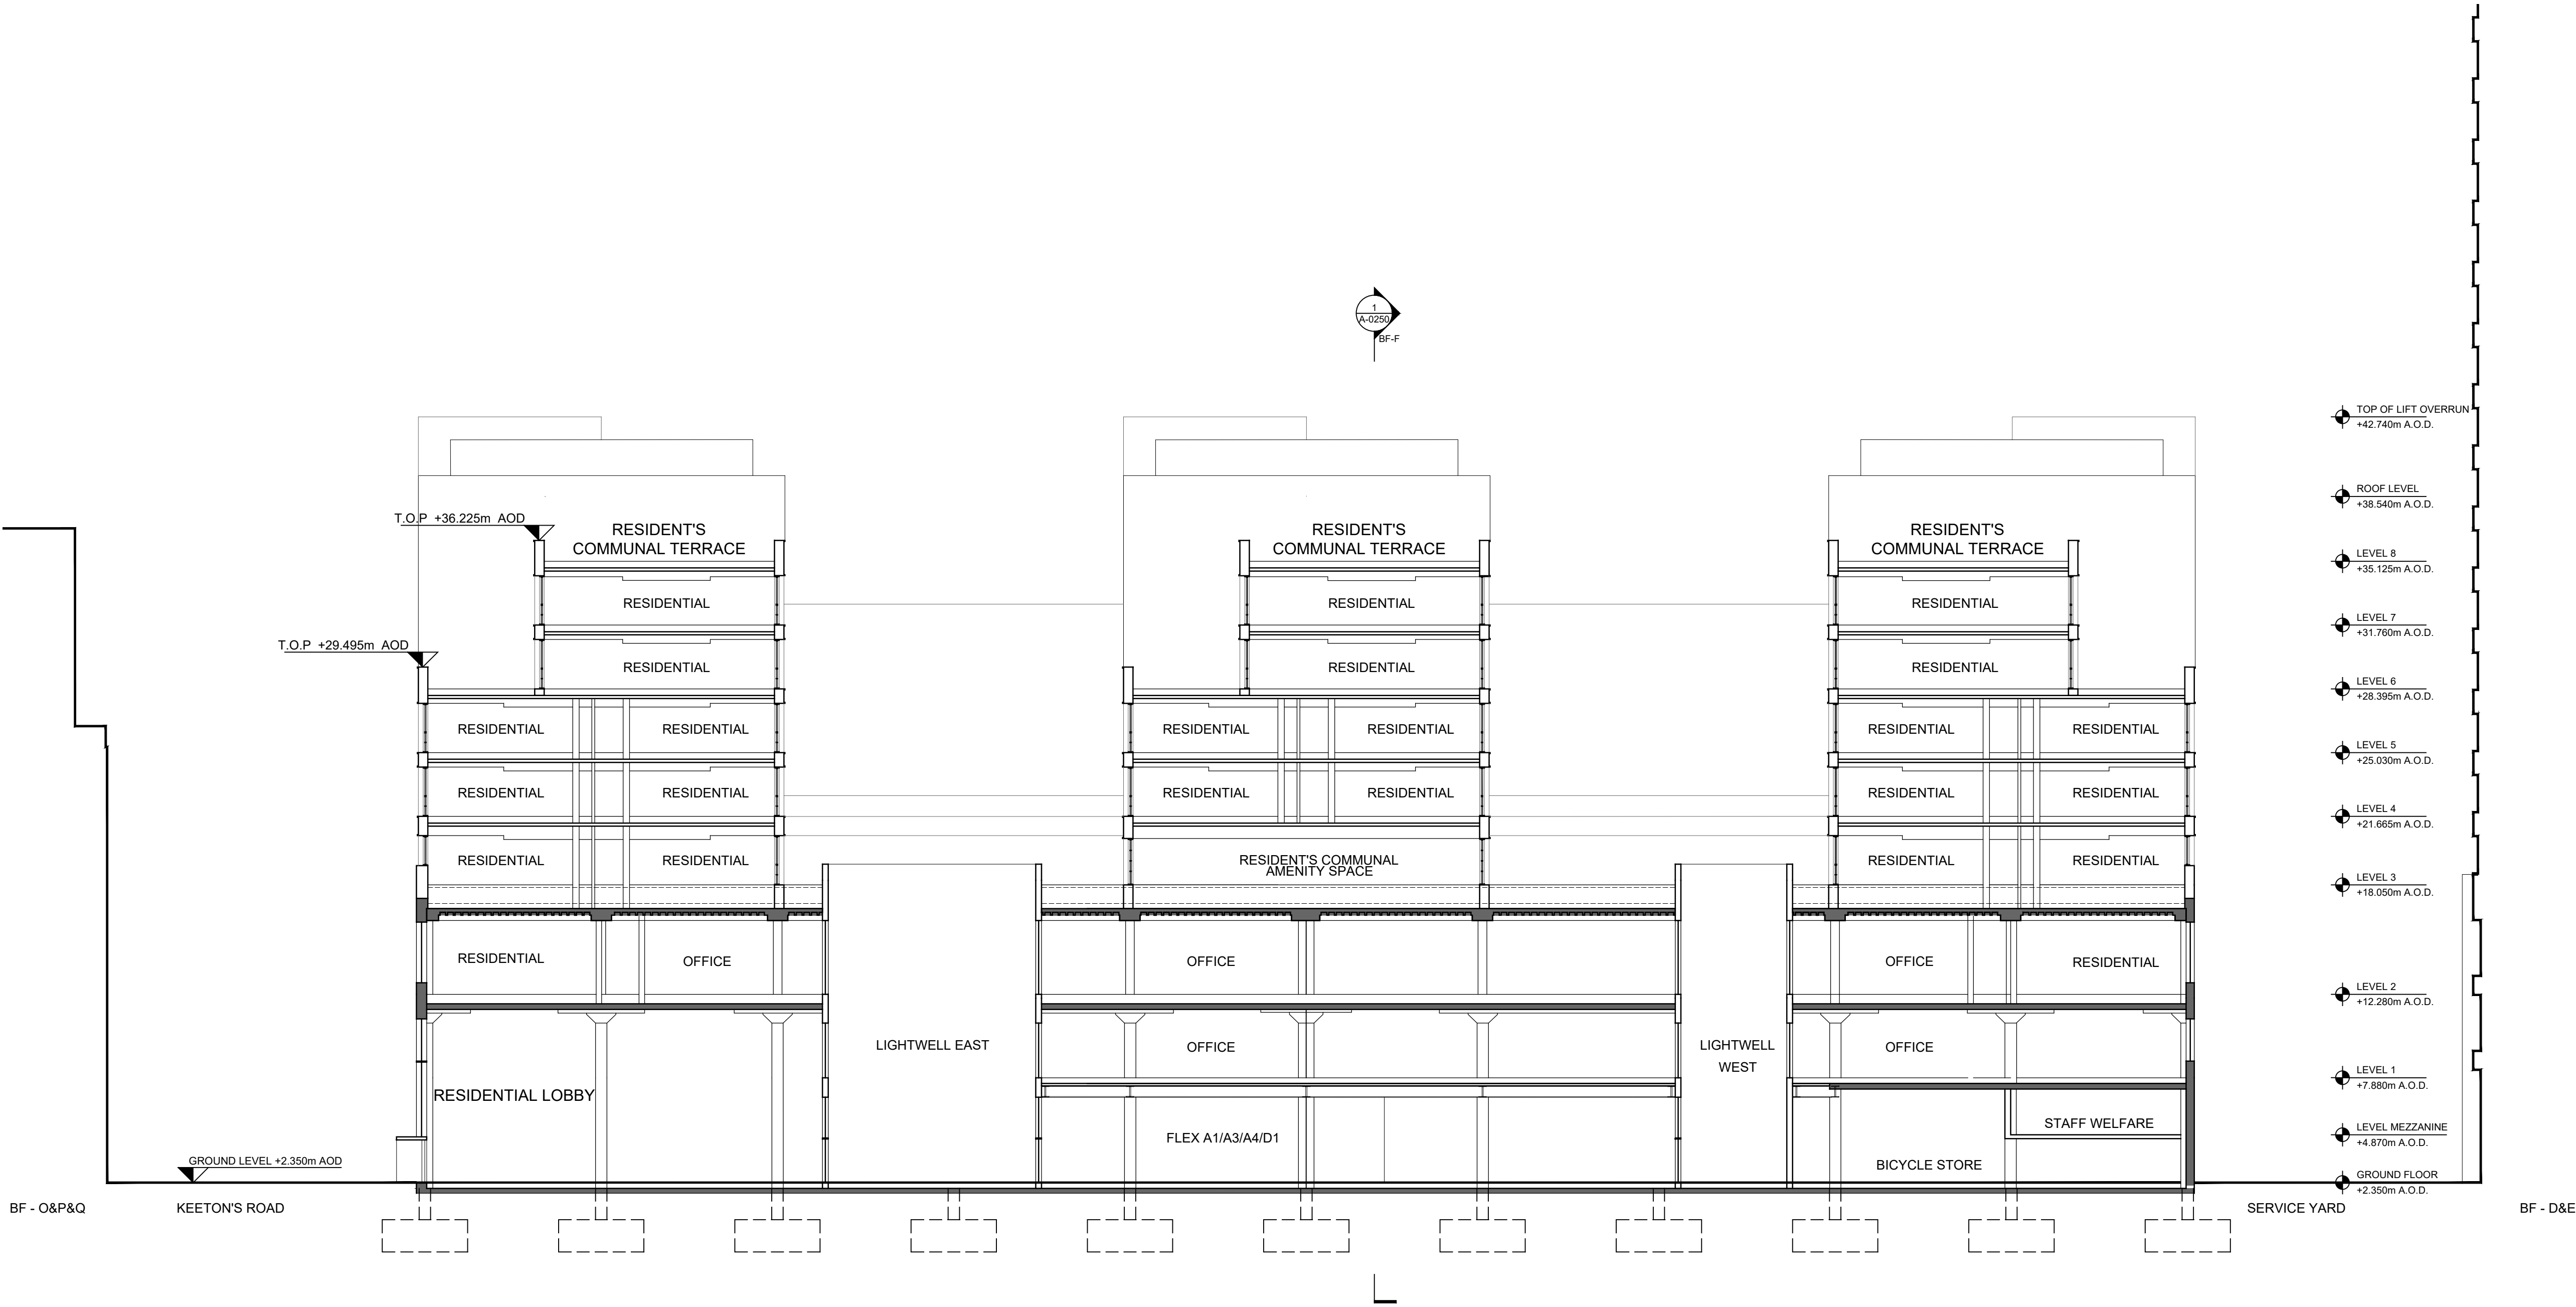 1
A-0250
BF-F
TOP OF LIFT OVERRUN
+42.740m A.O.D.
ROOF LEVEL
+38.540m A.O.D.
T.O.P +36.225m AOD
RESIDENT'S
COMMUNAL TERRACE
RESIDENT'S
COMMUNAL TERRACE
RESIDENT'S
COMMUNAL TERRACE
LEVEL 8
+35.125m A.O.D.
RESIDENTIAL
RESIDENTIAL
RESIDENTIAL
LEVEL 7
+31.760m A.O.D.
T.O.P +29.495m AOD
RESIDENTIAL
RESIDENTIAL
RESIDENTIAL
LEVEL 6
+28.395m A.O.D.
RESIDENTIAL
RESIDENTIAL
RESIDENTIAL
RESIDENTIAL
RESIDENTIAL
RESIDENTIAL
LEVEL 5
+25.030m A.O.D.
RESIDENTIAL
RESIDENTIAL
RESIDENTIAL
RESIDENTIAL
RESIDENTIAL
RESIDENTIAL
LEVEL 4
+21.665m A.O.D.
RESIDENTIAL
RESIDENTIAL
RESIDENT'S COMMUNAL
AMENITY SPACE
RESIDENTIAL
RESIDENTIAL
LEVEL 3
+18.050m A.O.D.
RESIDENTIAL
OFFICE
OFFICE
OFFICE
RESIDENTIAL
LEVEL 2
+12.280m A.O.D.
LIGHTWELL EAST
OFFICE
LIGHTWELL
WEST
OFFICE
LEVEL 1
+7.880m A.O.D.
RESIDENTIAL LOBBY
FLEX A1/A3/A4/D1
STAFF WELFARE
LEVEL MEZZANINE
+4.870m A.O.D.
GROUND LEVEL +2.350m AOD
BICYCLE STORE
GROUND FLOOR
+2.350m A.O.D.
BF - O&P&Q
KEETON'S ROAD
SERVICE YARD
BF - D&E